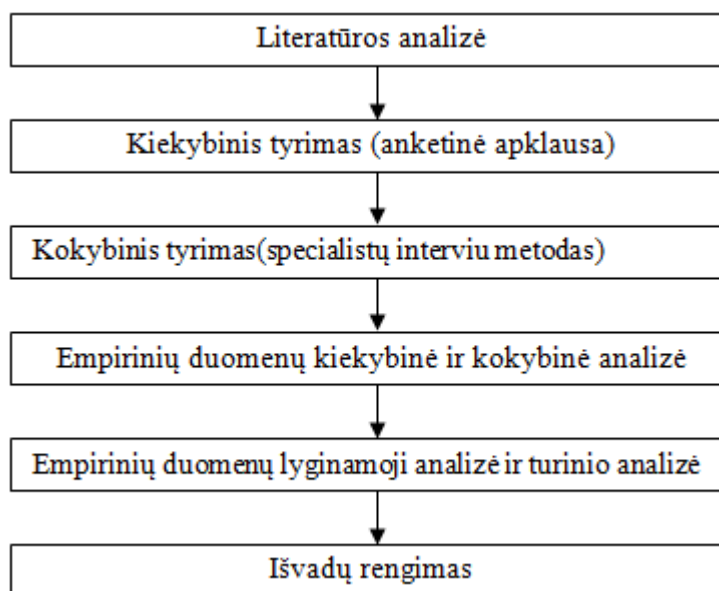 Literatūros analizė
Kiekybinis tyrimas (anketinė apklausa)
Kokybinis tyrimas(specialistų interviu metodas)
Empirinių duomenų kiekybinė ir kokybinė analizė
Empirinių duomenų lyginamoji analizė ir turinio analizė
Išvadų rengimas